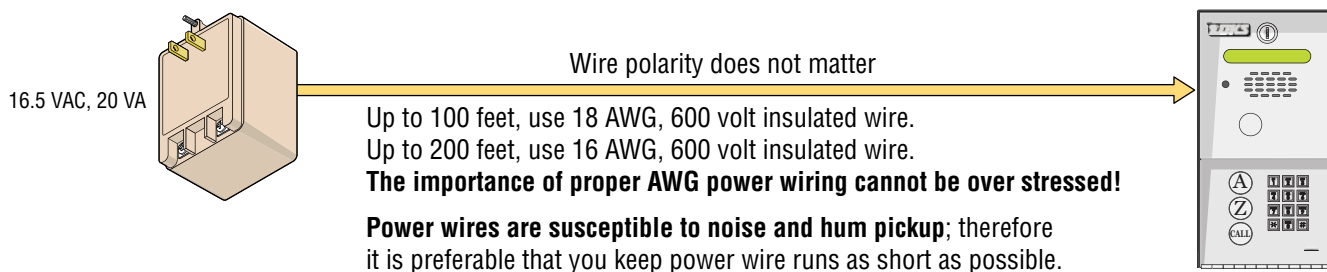 Wire polarity does not matter
16.5 VAC, 20 VA
Up to 100 feet, use 18 AWG, 600 volt insulated wire.
Up to 200 feet, use 16 AWG, 600 volt insulated wire.
The importance of proper AWG power wiring cannot be over stressed!
Power wires are susceptible to noise and hum pickup; therefore
it is preferable that you keep power wire runs as short as possible.
A
Z
CALL